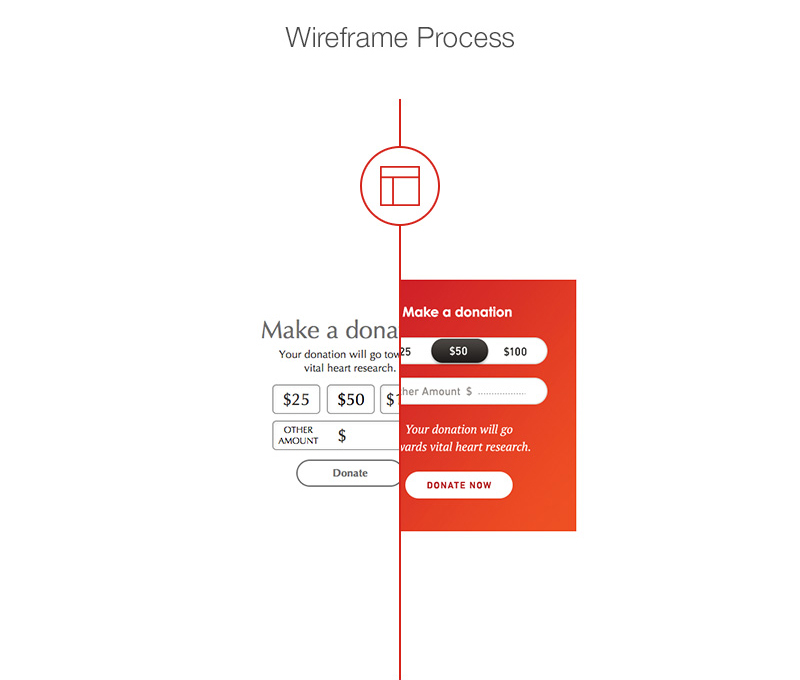 Wireframe Process
Make a dona
Your donation will go tow
vital heart research.
$25 $50 $1
OTHER
AMOUNT $
Donate
Make a donation
25 $50 $100
her Amount $
Your donation will go
wards vital heart research.
DONATE NOW